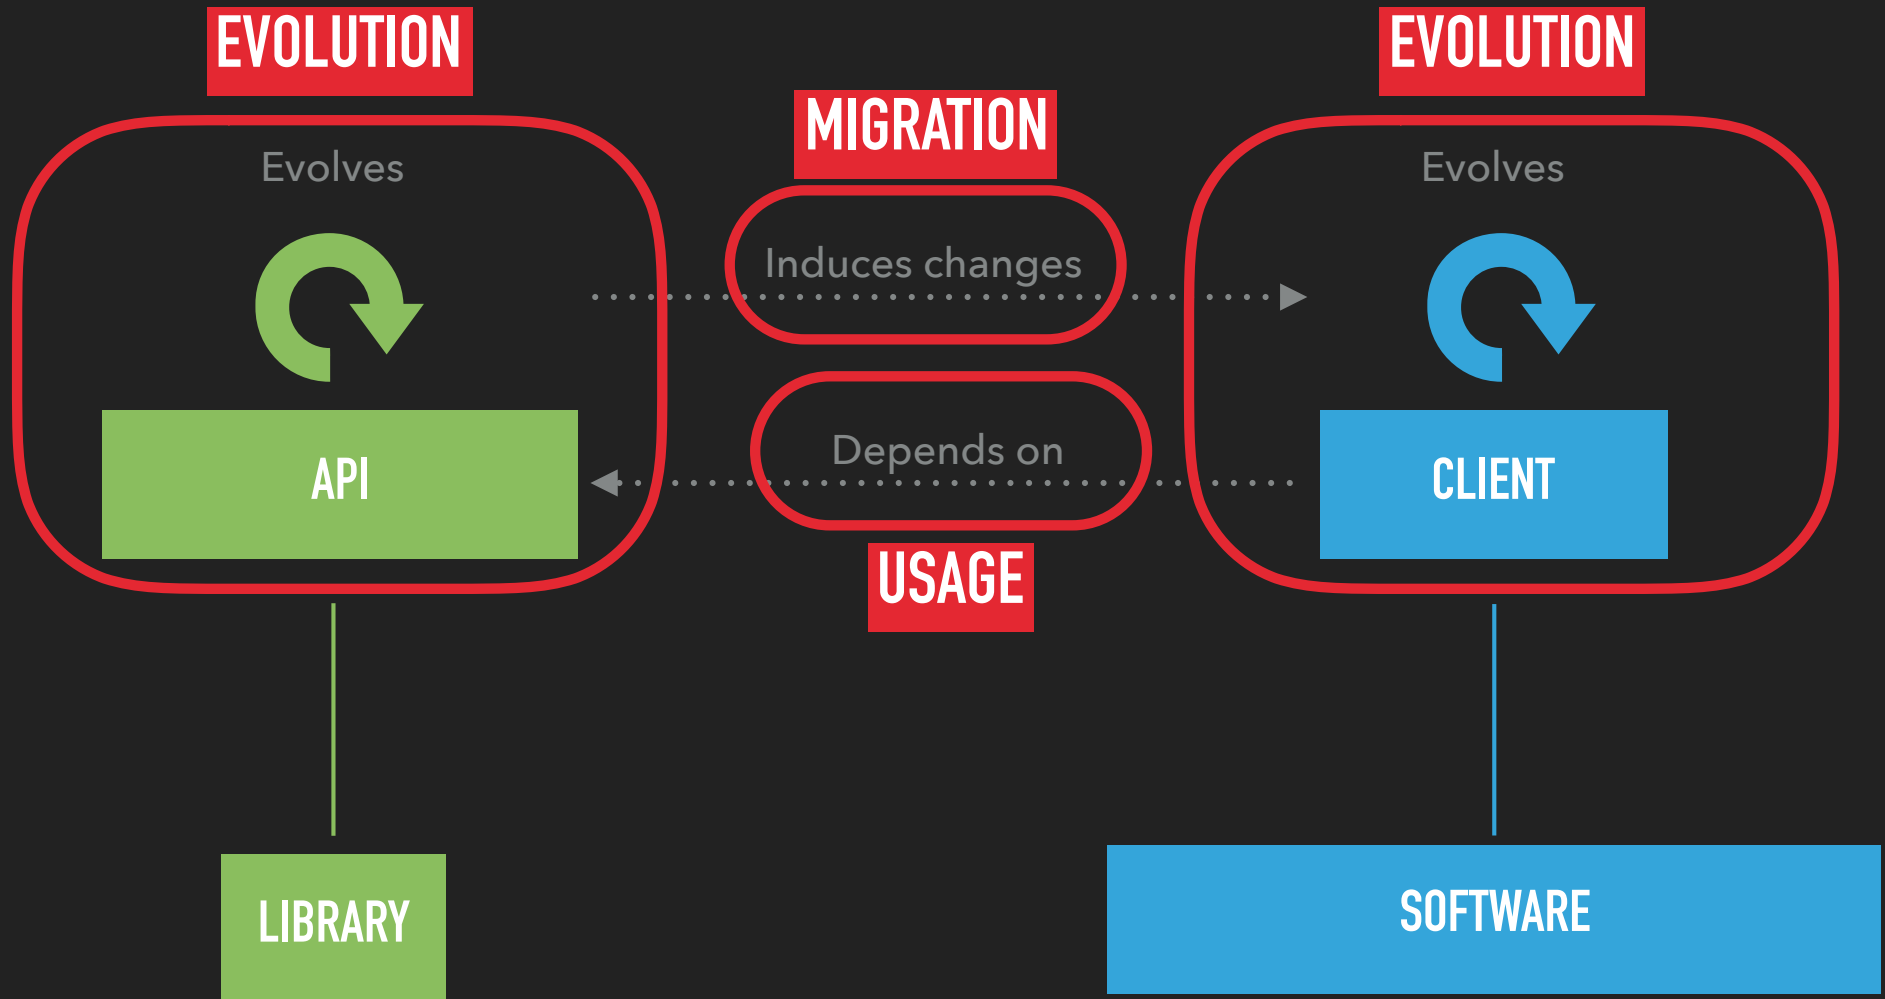 EVOLUTION
EVOLUTION
MIGRATION
Evolves
Evolves
Induces changes
Depends on
API
CLIENT
USAGE
LIBRARY
SOFTWARE